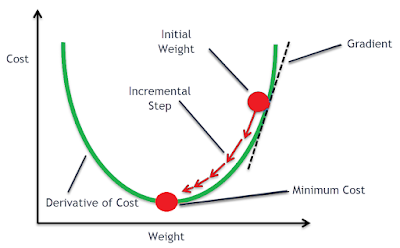 Cost
Initial
Weight
Gradient
Incremental
Step
Derivative of Cost
Minimum Cost
Weight